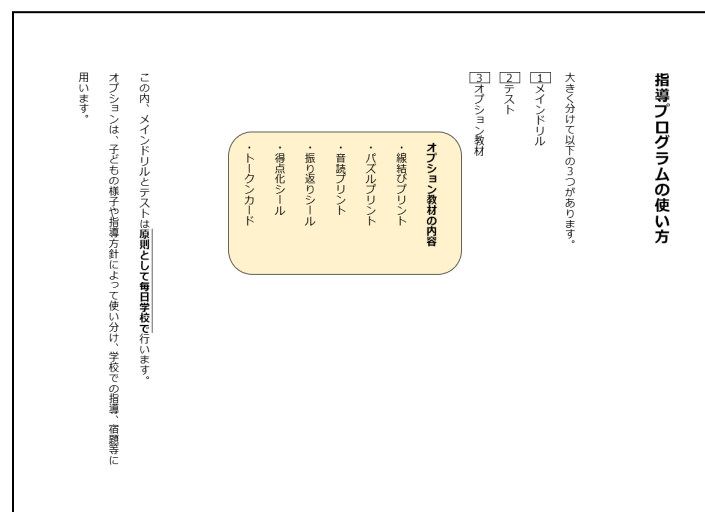 指導プログラムの使い方
大きく分けて以下の3つがあります。
1メインドリル
2テスト
3オプション教材
オプション教材の内容
・線結びプリント
・パズルプリント
・音読プリント
・振り返りシール
・得点化シール
・トークンカード
この内、メインドリルとテストは原則として毎日学校で行います。
オプションは、子どもの様子や指導方針によって使い分け、学校での指導、宿題等に
用います。